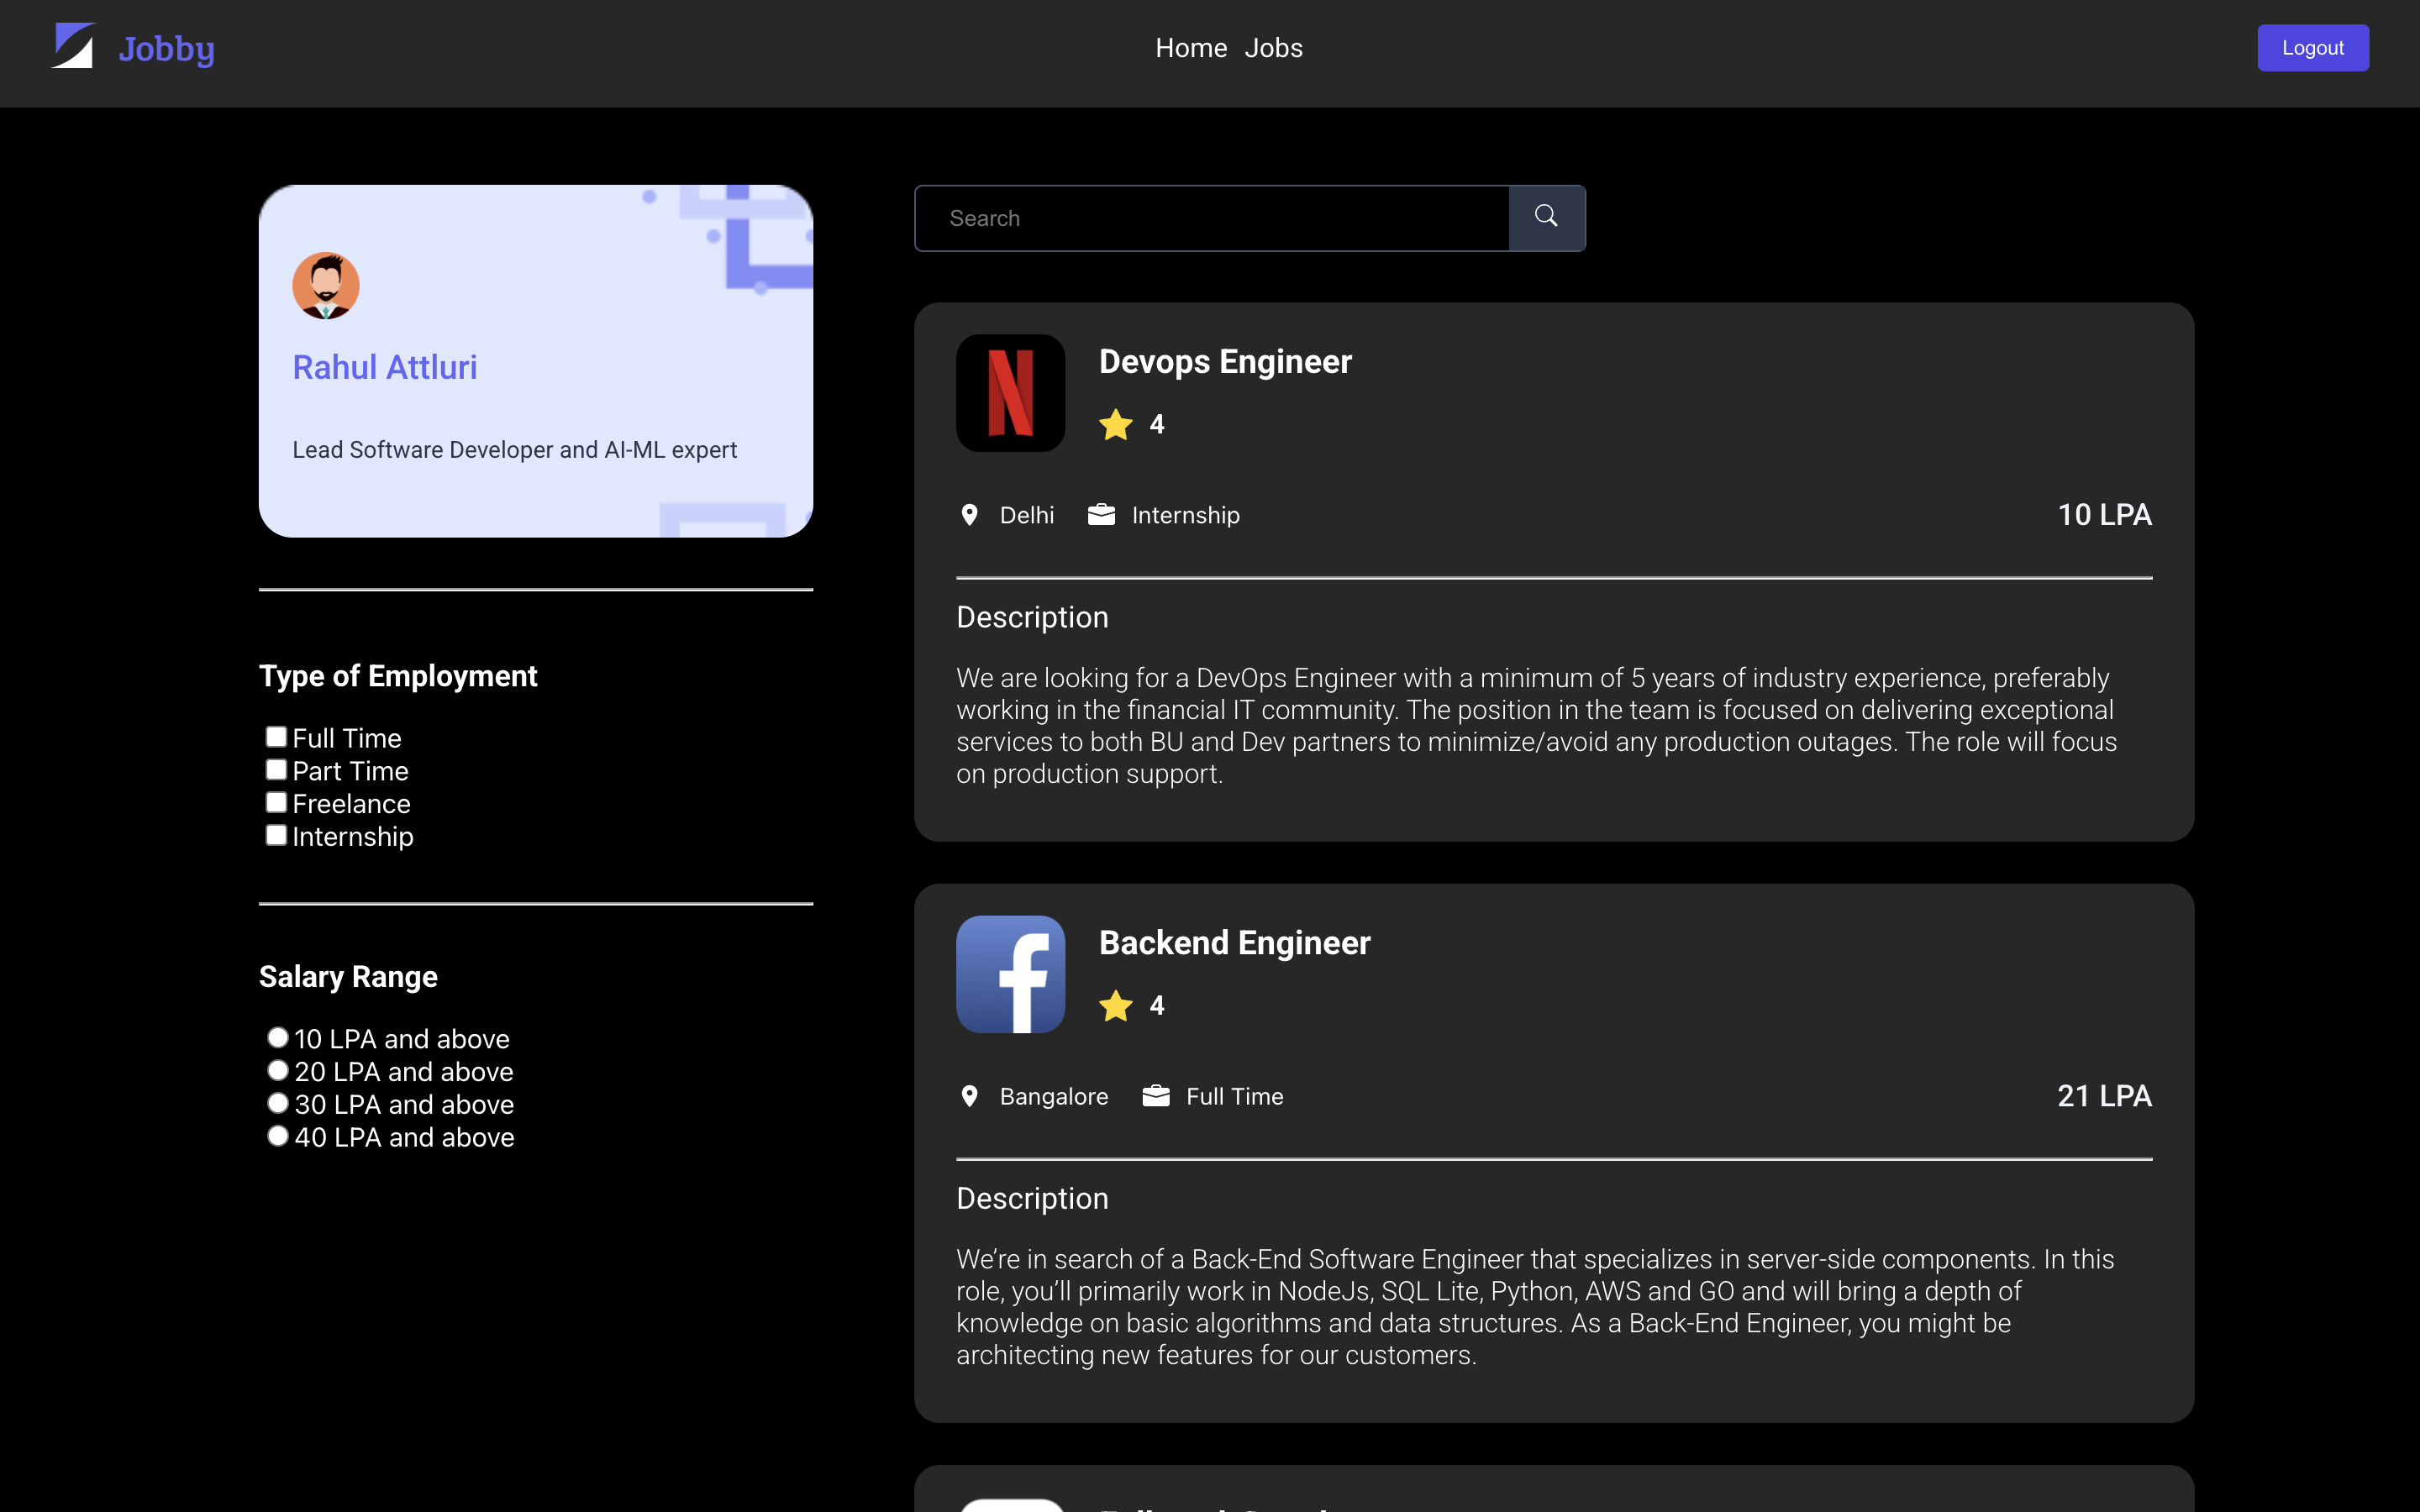 Jobby
Home Jobs
Logout
Rahul Attluri
Lead Software Developer and AI-ML expert
Type of Employment
Full Time
Part Time
Freelance
Internship
Salary Range
10 LPA and above
20 LPA and above
30 LPA and above
40 LPA and above
Search
Devops Engineer
4
Delhi Internship 10 LPA
Description
We are looking for a DevOps Engineer with a minimum of 5 years of industry experience, preferably
working in the financial IT community. The position in the team is focused on delivering exceptional
services to both BU and Dev partners to minimize/avoid any production outages. The role will focus
on production support.
Backend Engineer
4
Bangalore Full Time 21 LPA
Description
We’re in search of a Back-End Software Engineer that specializes in server-side components. In this
role, you’ll primarily work in NodeJs, SQL Lite, Python, AWS and GO and will bring a depth of
knowledge on basic algorithms and data structures. As a Back-End Engineer, you might be
architecting new features for our customers.